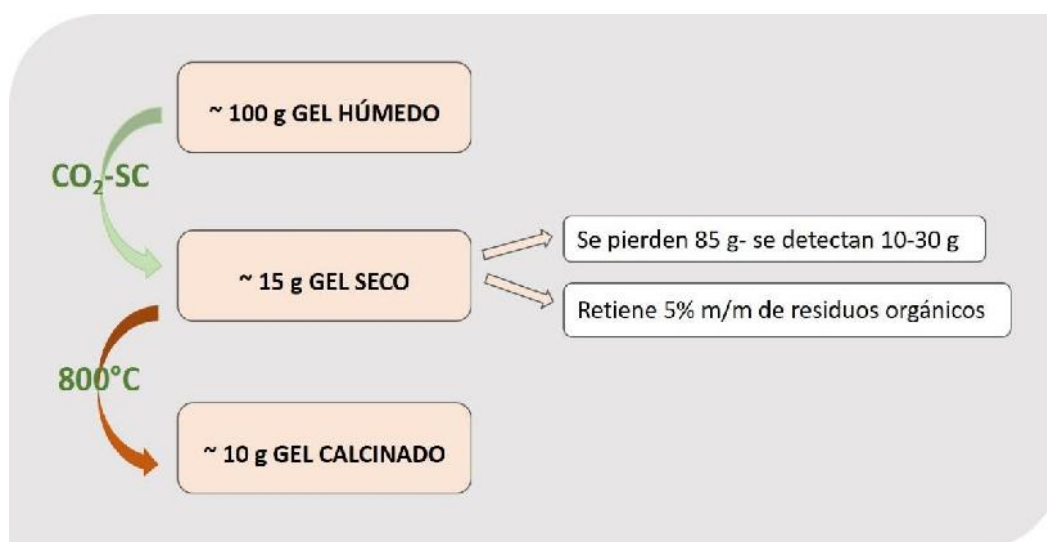 ~ 100 g GEL HÚMEDO
CO₂-SC
~ 15 g GEL SECO
Se pierden 85 g- se detectan 10-30 g
Retiene 5% m/m de residuos orgánicos
800°C
~ 10 g GEL CALCINADO